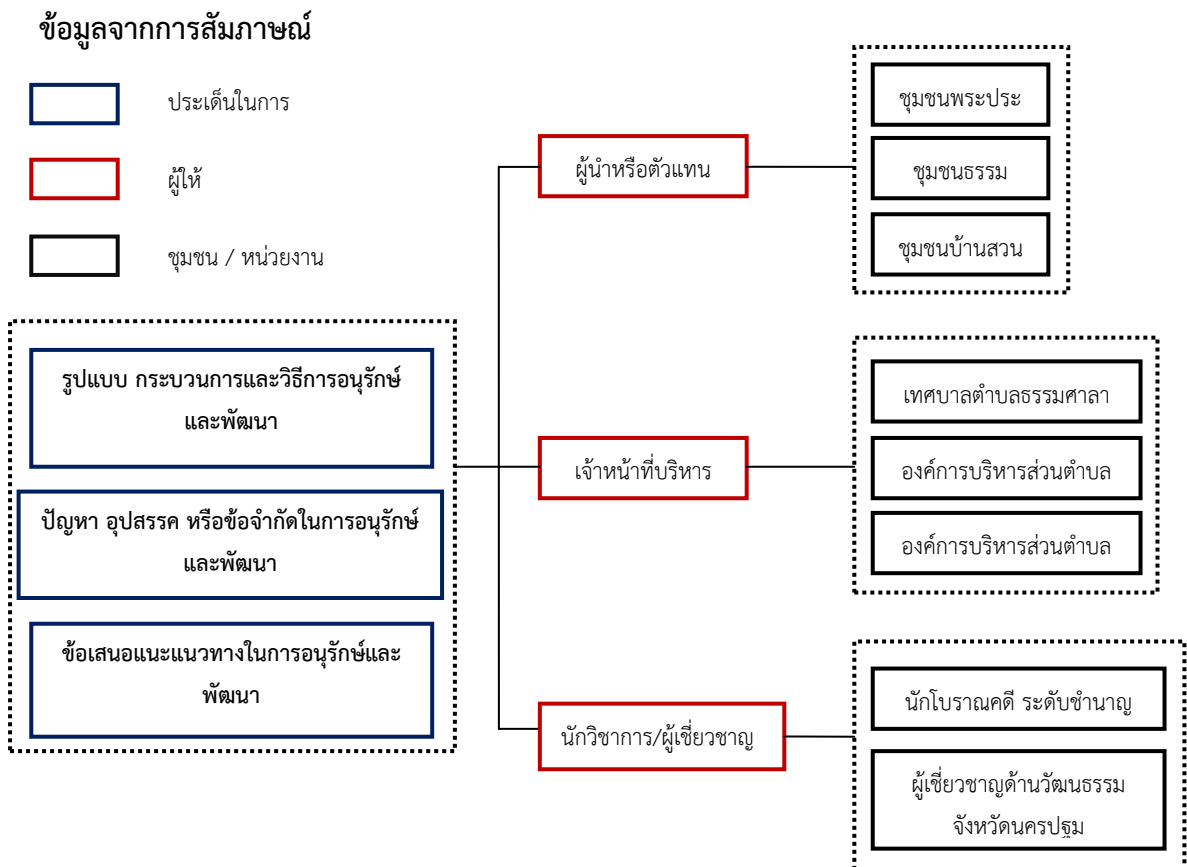 ข้อมูลจากการสัมภาษณ์
ประเด็นในการ
ผู้ให้
ชุมชน / หน่วยงาน
รูปแบบ กระบวนการและวิธีการอนุรักษ์
และพัฒนา
ปัญหา อุปสรรค หรือข้อจำกัดในการอนุรักษ์
และพัฒนา
ข้อเสนอแนะแนวทางในการอนุรักษ์และ
พัฒนา
ผู้นำหรือตัวแทน
ชุมชนพระประ
ชุมชนธรรม
ชุมชนบ้านสวน
เจ้าหน้าที่บริหาร
เทศบาลตำบลธรรมศาลา
องค์การบริหารส่วนตำบล
องค์การบริหารส่วนตำบล
นักวิชาการ/ผู้เชี่ยวชาญ
นักโบราณคดี ระดับชำนาญ
ผู้เชี่ยวชาญด้านวัฒนธรรม
จังหวัดนครปฐม